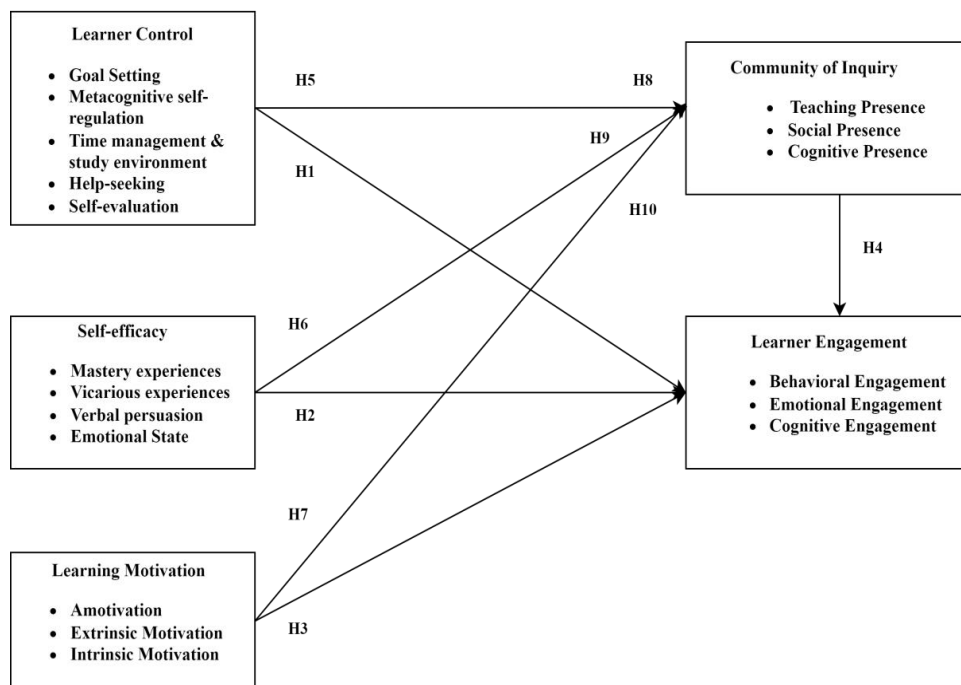 Learner Control
• Goal Setting
• Metacognitive self-
regulation
• Time management &
study environment
• Help-seeking
• Self-evaluation
H5
H8
H9
H1
H10
Community of Inquiry
• Teaching Presence
• Social Presence
• Cognitive Presence
H4
Self-efficacy
• Mastery experiences
• Vicarious experiences
• Verbal persuasion
• Emotional State
H6
H2
Learner Engagement
• Behavioral Engagement
• Emotional Engagement
• Cognitive Engagement
H7
H3
Learning Motivation
• Amotivation
• Extrinsic Motivation
• Intrinsic Motivation